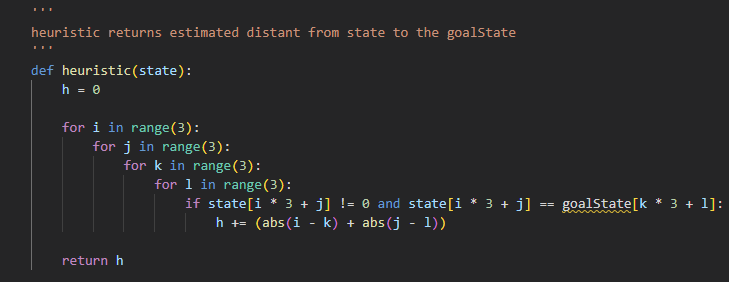 '''
heuristic returns estimated distant from state to the goalState
'''
def heuristic(state):
    h = 0

    for i in range(3):
        for j in range(3):
            for k in range(3):
                for l in range(3):
                    if state[i * 3 + j] != 0 and state[i * 3 + j] == goalState[k * 3 + l]:
                        h += (abs(i - k) + abs(j - l))

    return h